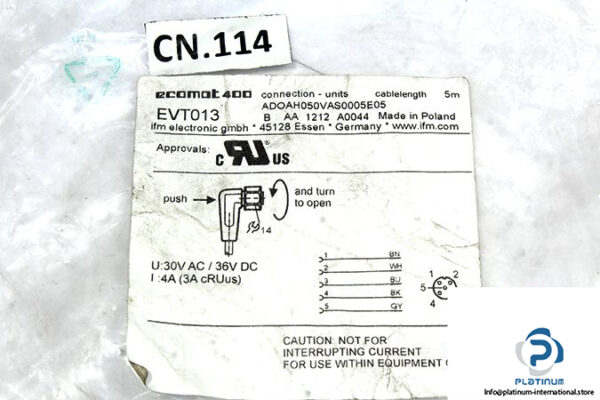 CN.114
ecomat 400 connection - units cablelength 5m
ADOAH050VAS0005E05
EVT013 B AA 1212 A0044 Made in Poland
ifm electronic gmbh * 45128 Essen * Germany * www.ifm.com
Approvals: c RU US
push
and turn
to open
14
U:30V AC / 36V DC
I :4A (3A cRUus)
1 BN
2 WH
3 BU
4 BK
5 GY
1 2
5
4
CAUTION: NOT FOR
INTERRUPTING CURRENT
FOR USE WITHIN EQUIPMENT
PLATINUM
Info@platinum-international.store